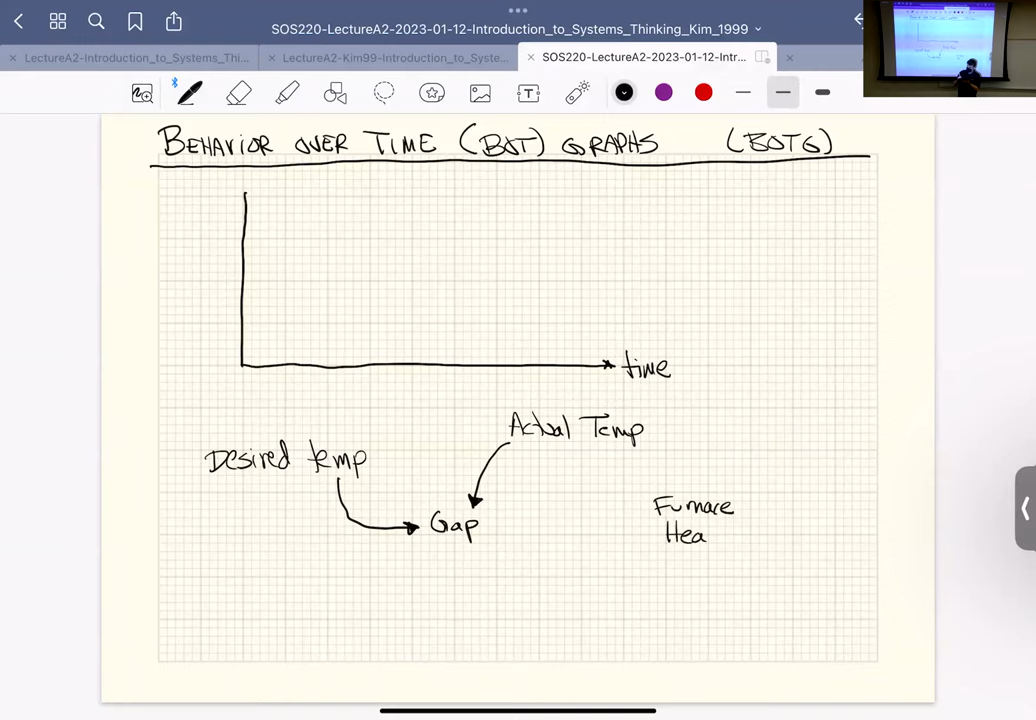 SOS220-LectureA2-2023-01-12-Introduction_to_Systems_Thinking_Kim_1999
LectureA2-Introduction_to_Systems_Thi...
LectureA2-Kim99-Introduction_to_Syste...
SOS220-LectureA2-2023-01-12-Intr...
BEHAVIOR OVER TIME (BOT) GRAPHS (BOTG)
time
Actual Temp
Desired temp
Gap
Furnace
Hea